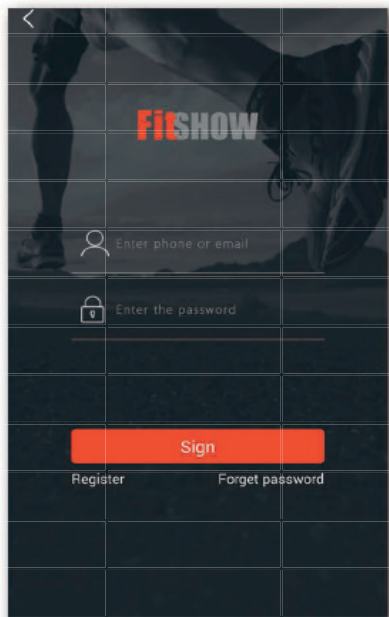 FitSHOW
Enter phone or email
Enter the password
Sign
Register
Forget password